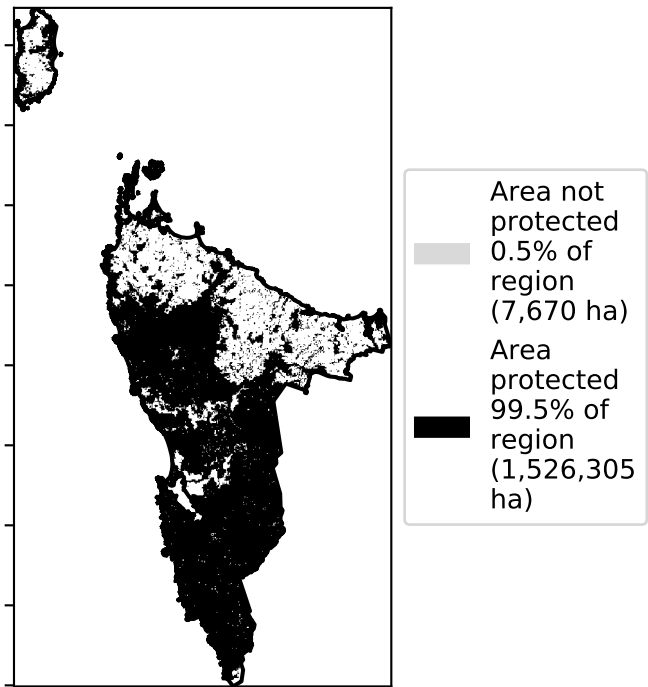 Area not
protected
0.5% of
region
(7,670 ha)
Area
protected
99.5% of
region
(1,526,305
ha)